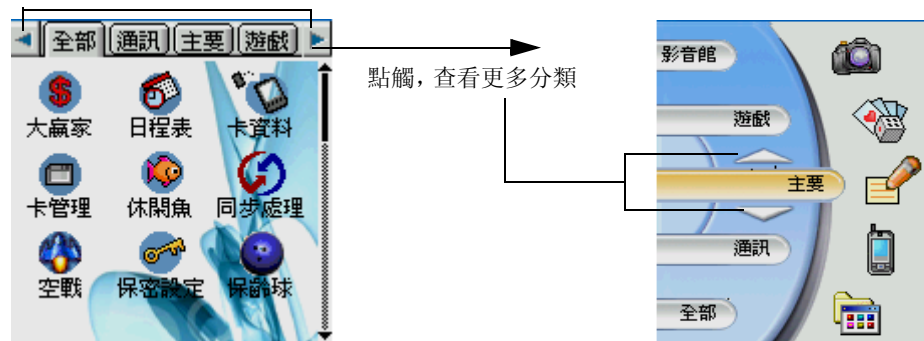 全部 通訊 主要 遊戲
大贏家 日程表 卡資料
卡管理 休閑魚 同步處理
空戰 保密設定 保齡球
點觸，查看更多分類
影音館
遊戲
主要
通訊
全部